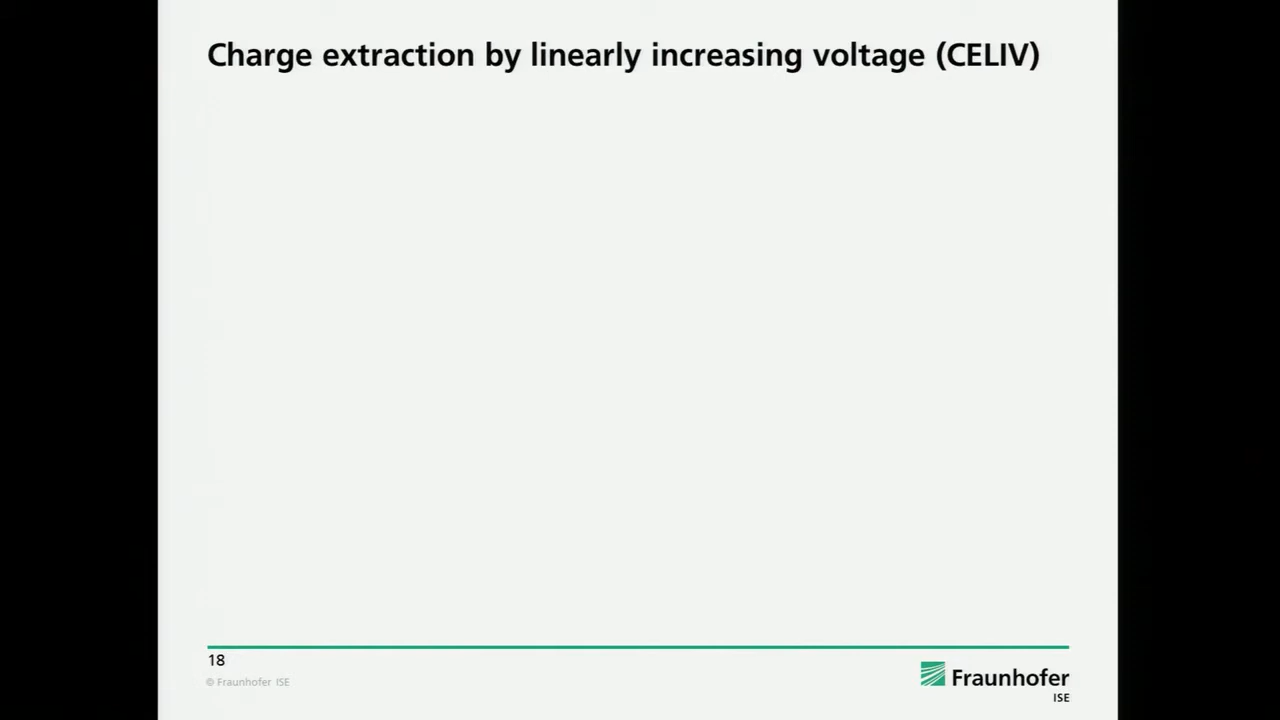 Charge extraction by linearly increasing voltage (CELIV)
18
© Fraunhofer ISE
Fraunhofer
ISE